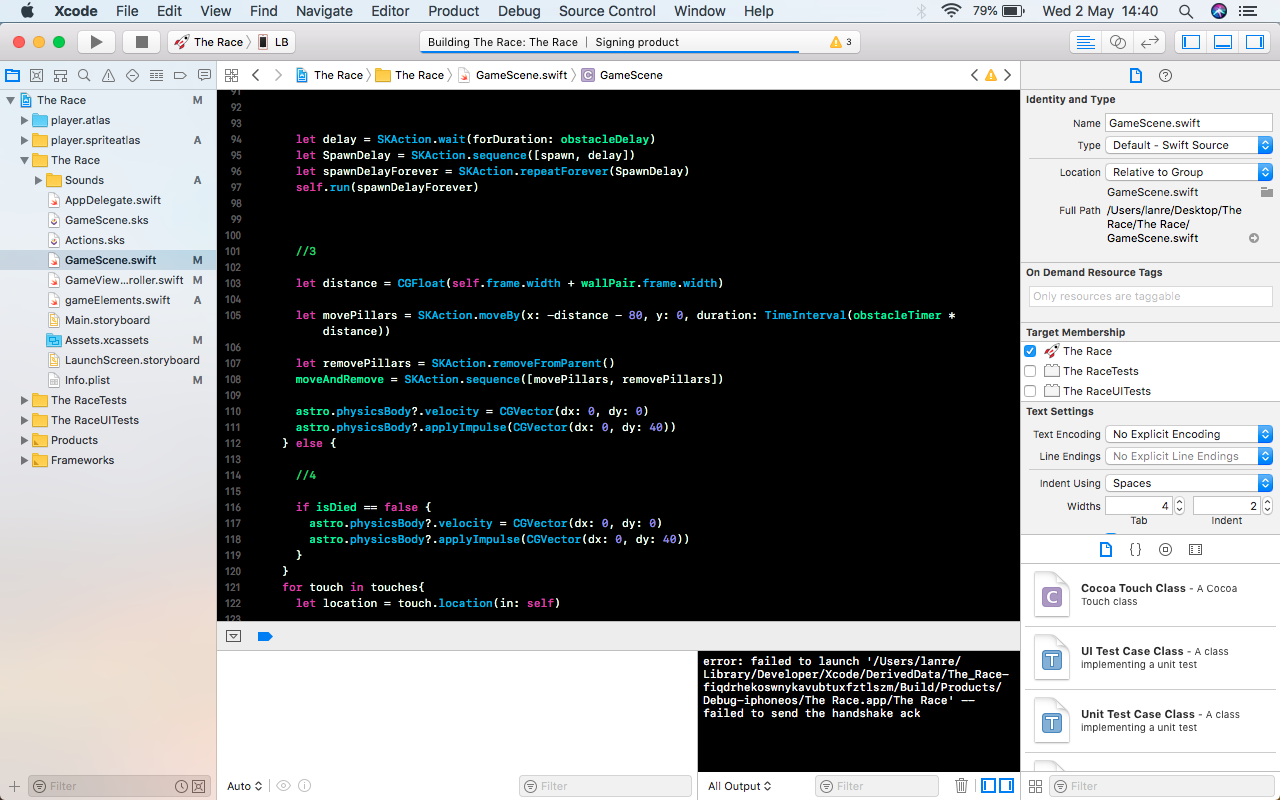 Xcode File Edit View Find Navigate Editor Product Debug Source Control Window Help 79% Wed 2 May 14:40
The Race LB
Building The Race: The Race | Signing product 3
The Race The Race GameScene.swift C GameScene
The Race M
player.atlas
player.spriteatlas A
The Race
Sounds A
AppDelegate.swift
GameScene.sks
Actions.sks
GameScene.swift M
GameView...roller.swift M
gameElements.swift A
Main.storyboard
Assets.xcassets M
LaunchScreen.storyboard
Info.plist M
The RaceTests
The RaceUITests
Products
Frameworks
Filter
91
92
93
94 let delay = SKAction.wait(forDuration: obstacleDelay)
95 let SpawnDelay = SKAction.sequence([spawn, delay])
96 let spawnDelayForever = SKAction.repeatForever(SpawnDelay)
97 self.run(spawnDelayForever)
98
99
100
101 //3
102
103 let distance = CGFloat(self.frame.width + wallPair.frame.width)
104
105 let movePillars = SKAction.moveBy(x: -distance - 80, y: 0, duration: TimeInterval(obstacleTimer *
distance))
106
107 let removePillars = SKAction.removeFromParent()
108 moveAndRemove = SKAction.sequence([movePillars, removePillars])
109
110 astro.physicsBody?.velocity = CGVector(dx: 0, dy: 0)
111 astro.physicsBody?.applyImpulse(CGVector(dx: 0, dy: 40))
112 } else {
113
114 //4
115
116 if isDied == false {
117 astro.physicsBody?.velocity = CGVector(dx: 0, dy: 0)
118 astro.physicsBody?.applyImpulse(CGVector(dx: 0, dy: 40))
119 }
120 }
121 for touch in touches{
122 let location = touch.location(in: self)
123
Auto
Filter
error: failed to launch '/Users/lanre/
Library/Developer/Xcode/DerivedData/The_Race-
fiqdrhekoswnykavubtuxfztlszm/Build/Products/
Debug-iphoneos/The Race.app/The Race' --
failed to send the handshake ack
All Output
Filter
Identity and Type
Name GameScene.swift
Type Default - Swift Source
Location Relative to Group
GameScene.swift
Full Path /Users/lanre/Desktop/The
Race/The Race/
GameScene.swift
On Demand Resource Tags
Only resources are taggable
Target Membership
The Race
The RaceTests
The RaceUITests
Text Settings
Text Encoding No Explicit Encoding
Line Endings No Explicit Line Endings
Indent Using Spaces
Widths 4 2
Tab Indent
{}
C
Cocoa Touch Class - A Cocoa
Touch class
T
UI Test Case Class - A class
implementing a unit test
T
Unit Test Case Class - A class
implementing a unit test
Filter